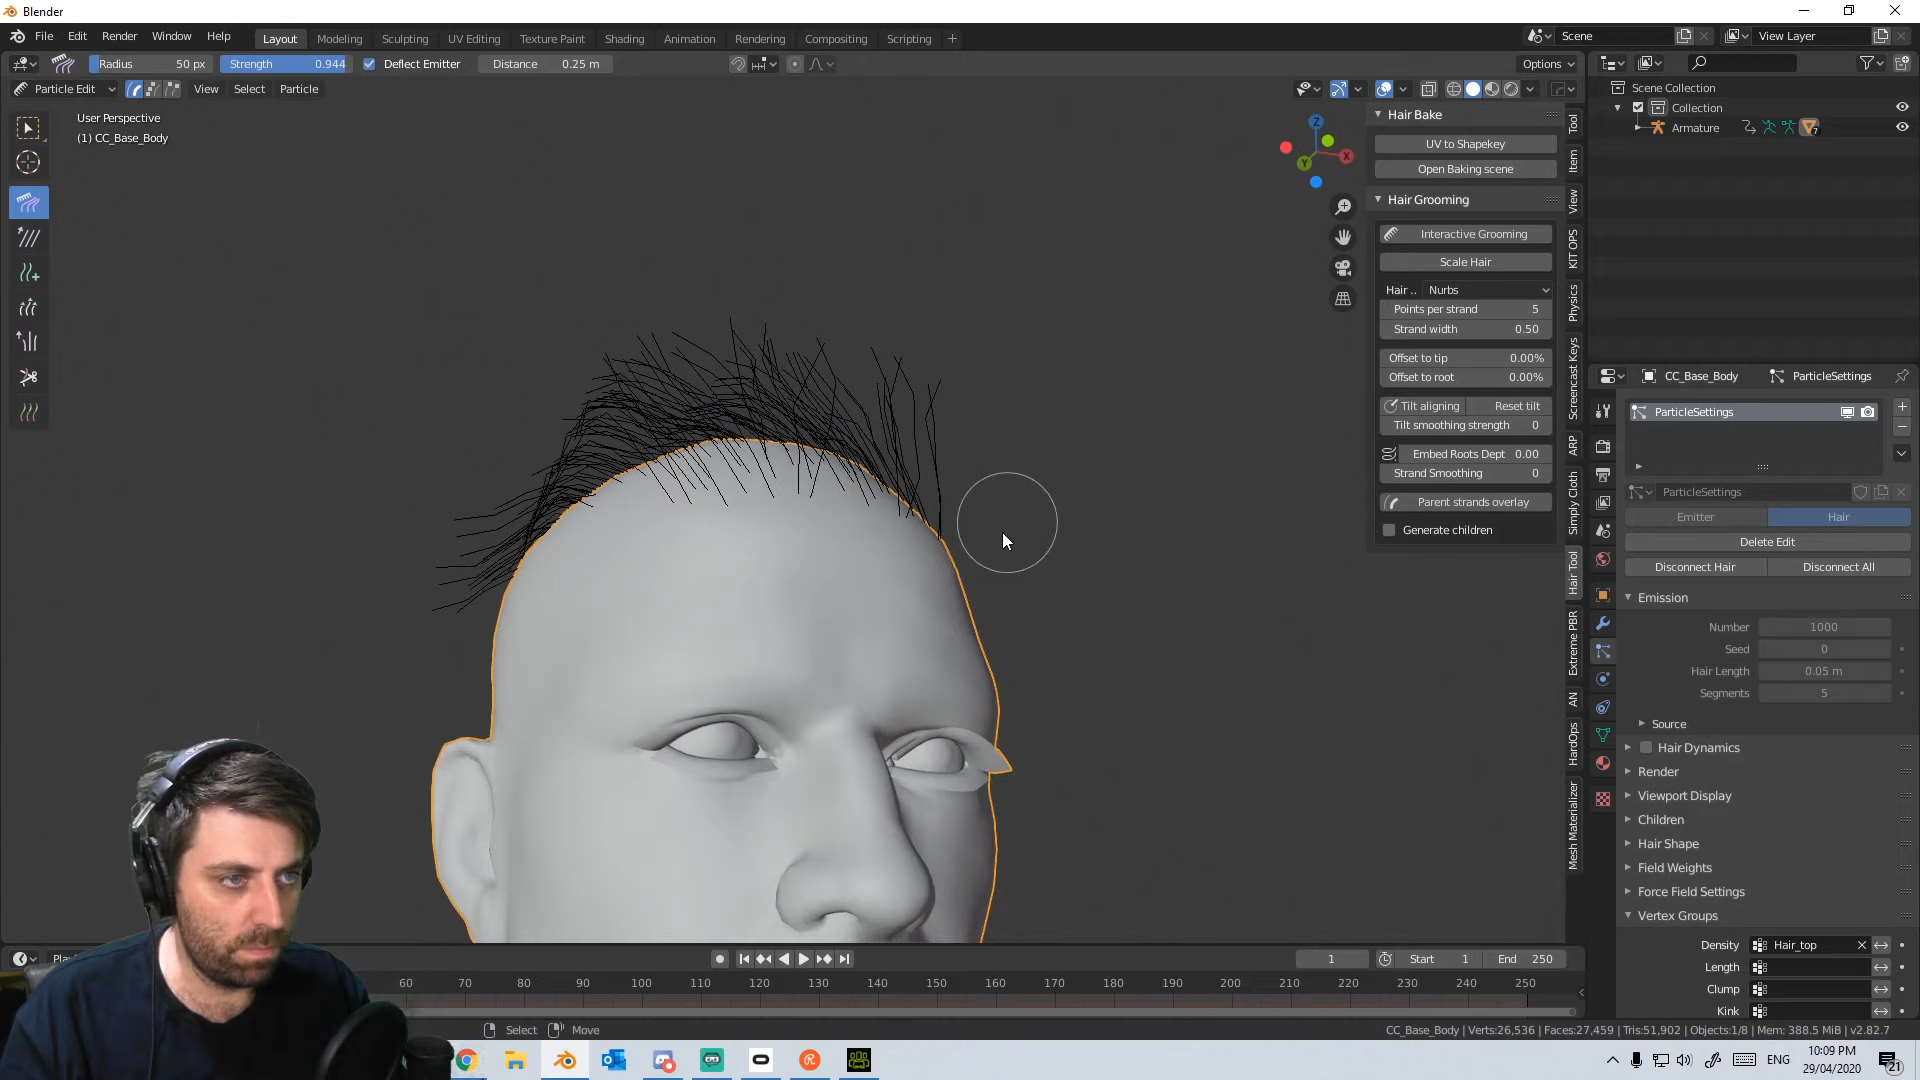 Blender
File Edit Render Window Help
Layout Modeling Sculpting UV Editing Texture Paint Shading Animation Rendering Compositing Scripting +
Scene
View Layer
Radius 50 px
Strength 0.944
Deflect Emitter
Distance 0.25 m
Options
Particle Edit
View Select Particle
User Perspective
(1) CC_Base_Body
Z
X
Y
Hair Bake
UV to Shapekey
Open Baking scene
Hair Grooming
Interactive Grooming
Scale Hair
Hair .. Nurbs
Points per strand 5
Strand width 0.50
Offset to tip 0.00%
Offset to root 0.00%
Tilt aligning Reset tilt
Tilt smoothing strength 0
Embed Roots Dept 0.00
Strand Smoothing 0
Parent strands overlay
Generate children
Tool
Item
View
KIT OPS
Physics
Screencast Keys
ARP
Simply Cloth
Hair Tool
Extreme PBR
AN
HardOps
Mesh Materializer
Scene Collection
Collection
Armature
7
CC_Base_Body
ParticleSettings
ParticleSettings
ParticleSettings
Emitter Hair
Delete Edit
Disconnect Hair Disconnect All
Emission
Number 1000
Seed 0
Hair Length 0.05 m
Segments 5
Source
Hair Dynamics
Render
Viewport Display
Children
Hair Shape
Field Weights
Force Field Settings
Vertex Groups
Density Hair_top
Length
Clump
Kink
1 Start 1 End 250
60 70 80 90 100 110 120 130 140 150 160 170 180 190 200 210 220 230 240 250
Select Move
CC_Base_Body | Verts:26,536 | Faces:27,459 | Tris:51,902 | Objects:1/8 | Mem: 388.5 MiB | v2.82.7
ENG
10:09 PM
29/04/2020
21